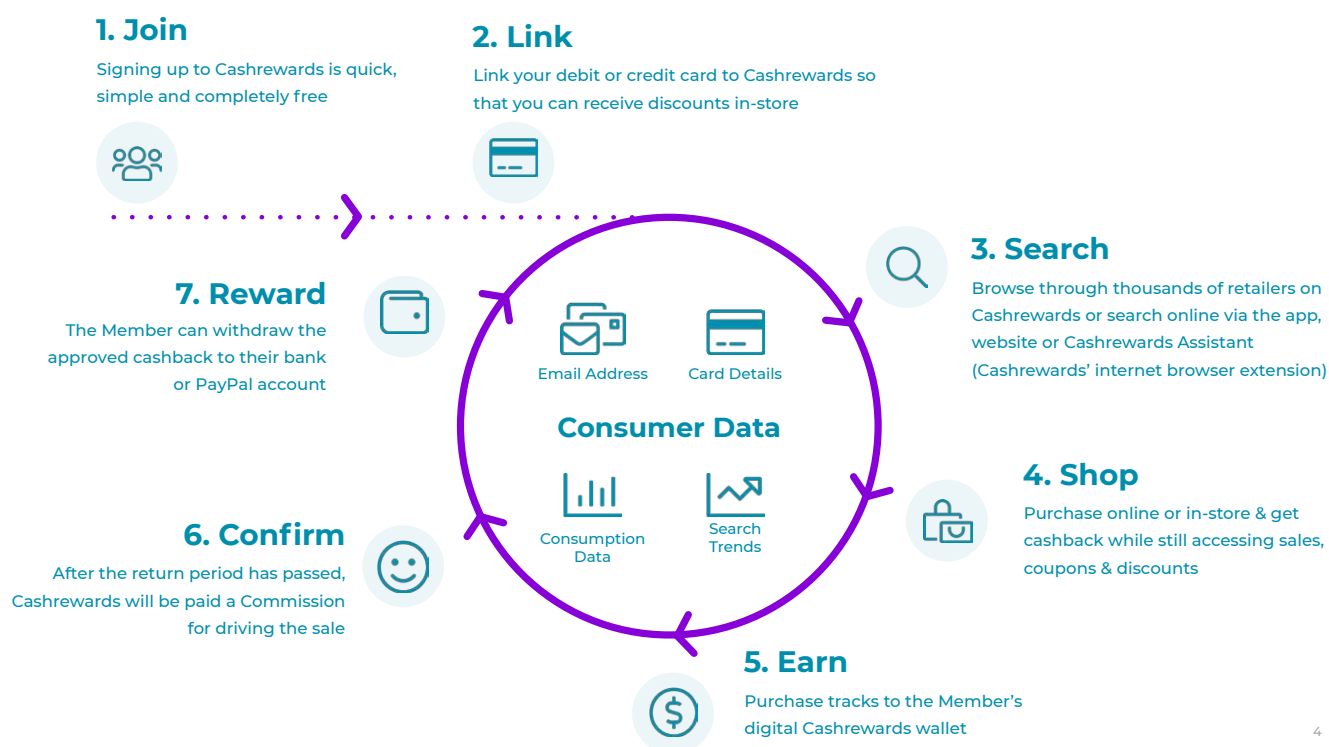 1. Join
Signing up to Cashrewards is quick,
simple and completely free
2. Link
Link your debit or credit card to Cashrewards so
that you can receive discounts in-store
3. Search
Browse through thousands of retailers on
Cashrewards or search online via the app,
website or Cashrewards Assistant
(Cashrewards’ internet browser extension)
4. Shop
Purchase online or in-store & get
cashback while still accessing sales,
coupons & discounts
5. Earn
Purchase tracks to the Member’s
digital Cashrewards wallet
6. Confirm
After the return period has passed,
Cashrewards will be paid a Commission
for driving the sale
7. Reward
The Member can withdraw the
approved cashback to their bank
or PayPal account
Email Address
Card Details
Consumer Data
Consumption
Data
Search
Trends
4